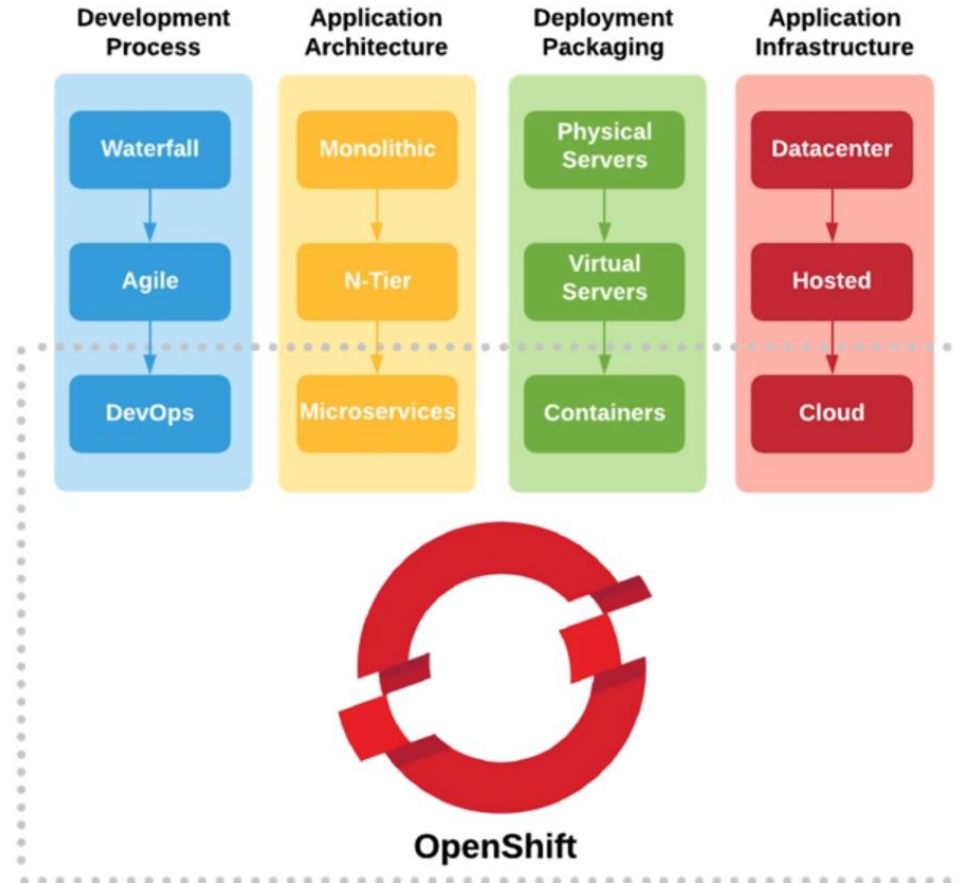 Development
Process
Application
Architecture
Deployment
Packaging
Application
Infrastructure
Waterfall
Monolithic
Physical
Servers
Datacenter
Agile
N-Tier
Virtual
Servers
Hosted
DevOps
Microservices
Containers
Cloud
OpenShift